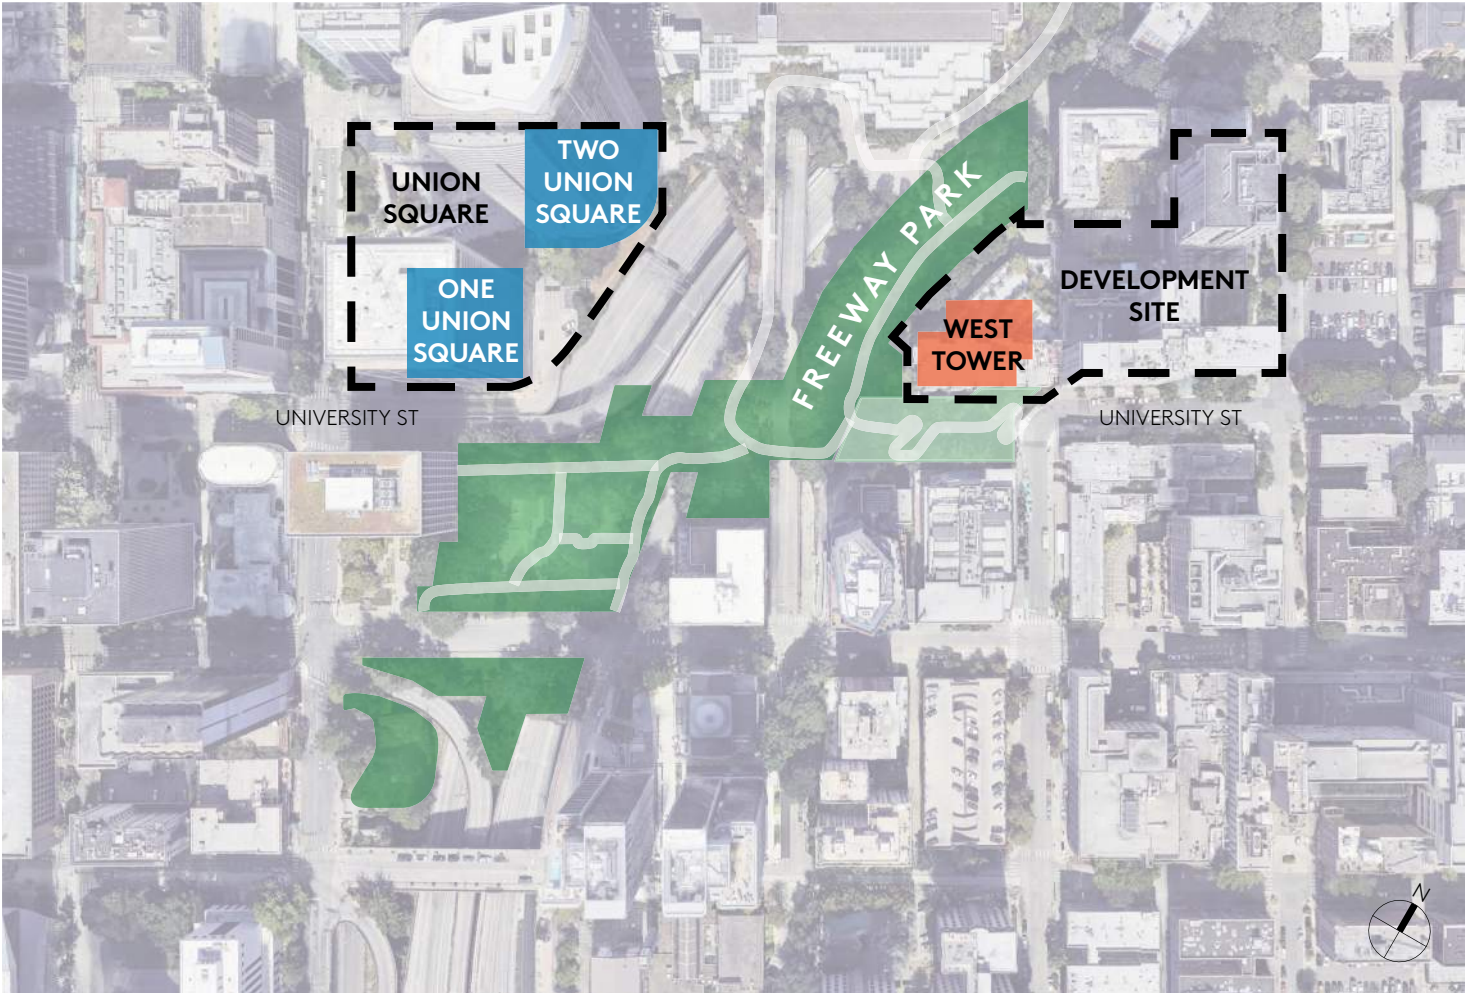 UNION
SQUARE
TWO
UNION
SQUARE
ONE
UNION
SQUARE
FREEWAY PARK
WEST
TOWER
DEVELOPMENT
SITE
UNIVERSITY ST
UNIVERSITY ST
N